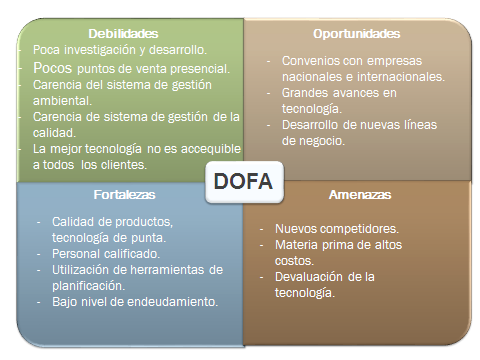 Debilidades
- Poca investigación y desarrollo.
- Pocos puntos de venta presencial.
- Carencia del sistema de gestión
ambiental.
- Carencia de sistema de gestión de la
calidad.
- La mejor tecnología no es accequible
a todos los clientes.
Oportunidades
- Convenios con empresas
nacionales e internacionales.
- Grandes avances en
tecnología.
- Desarrollo de nuevas líneas
de negocio.
DOFA
Fortalezas
- Calidad de productos,
tecnología de punta.
- Personal calificado.
- Utilización de herramientas de
planificación.
- Bajo nivel de endeudamiento.
Amenazas
- Nuevos competidores.
- Materia prima de altos
costos.
- Devaluación de la
tecnología.